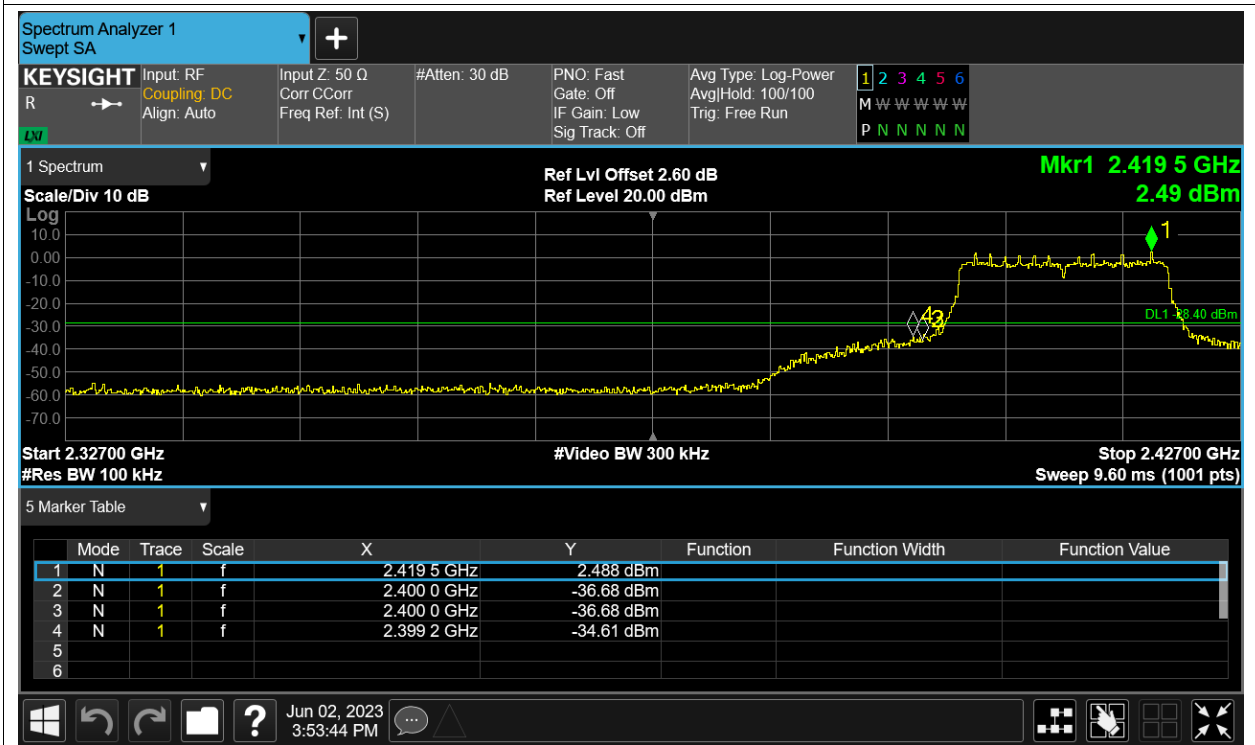 Spectrum Analyzer 1
Swept SA
KEYSIGHT Input: RF Input Z: 50 Ω #Atten: 30 dB PNO: Fast Avg Type: Log-Power 1 2 3 4 5 6
R Coupling: DC Corr CCorr Gate: Off Avg|Hold: 100/100 M W W W W W W
Align: Auto Freq Ref: Int (S) IF Gain: Low Trig: Free Run
LXI Sig Track: Off P N N N N N
1 Spectrum Ref Lvl Offset 2.60 dB Mkr1 2.419 5 GHz
Scale/Div 10 dB Ref Level 20.00 dBm 2.49 dBm
Log
1
10.0
0.00
-10.0
-20.0
DL1 -28.40 dBm
-30.0
-40.0
-50.0
-60.0
-70.0
Start 2.32700 GHz #Video BW 300 kHz Stop 2.42700 GHz
#Res BW 100 kHz Sweep 9.60 ms (1001 pts)
5 Marker Table
Mode Trace Scale X Y Function Function Width Function Value
1 N 1 f 2.419 5 GHz 2.488 dBm
2 N 1 f 2.400 0 GHz -36.68 dBm
3 N 1 f 2.400 0 GHz -36.68 dBm
4 N 1 f 2.399 2 GHz -34.61 dBm
5
6
? Jun 02, 2023
3:53:44 PM